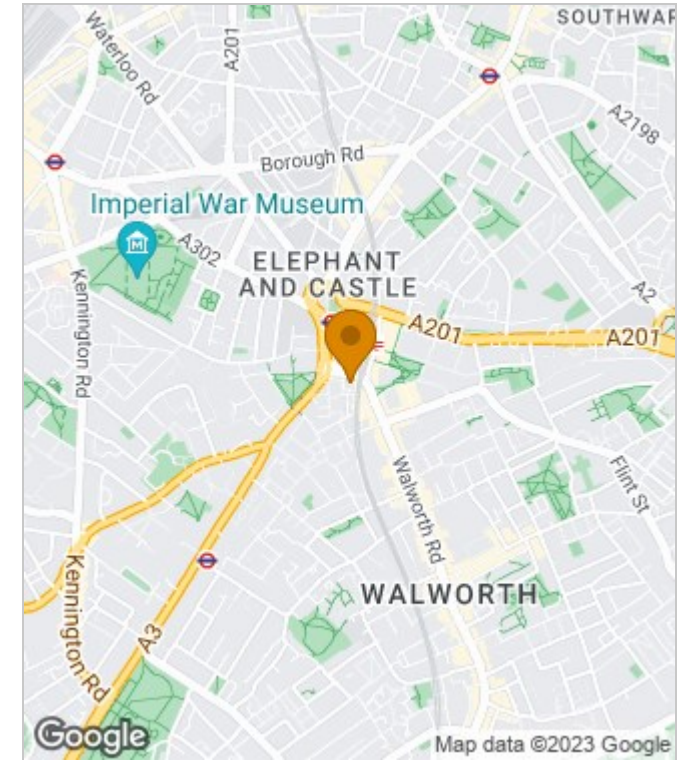 SOUTHWAR
Waterloo Rd
A201
A2198
Borough Rd
Imperial War Museum
M
A302
ELEPHANT
AND CASTLE
A2
Kennington Rd
A201
A201
Walworth Rd
Flint St
Kennington Rd
WALWORTH
A3
Google
Map data ©2023 Google